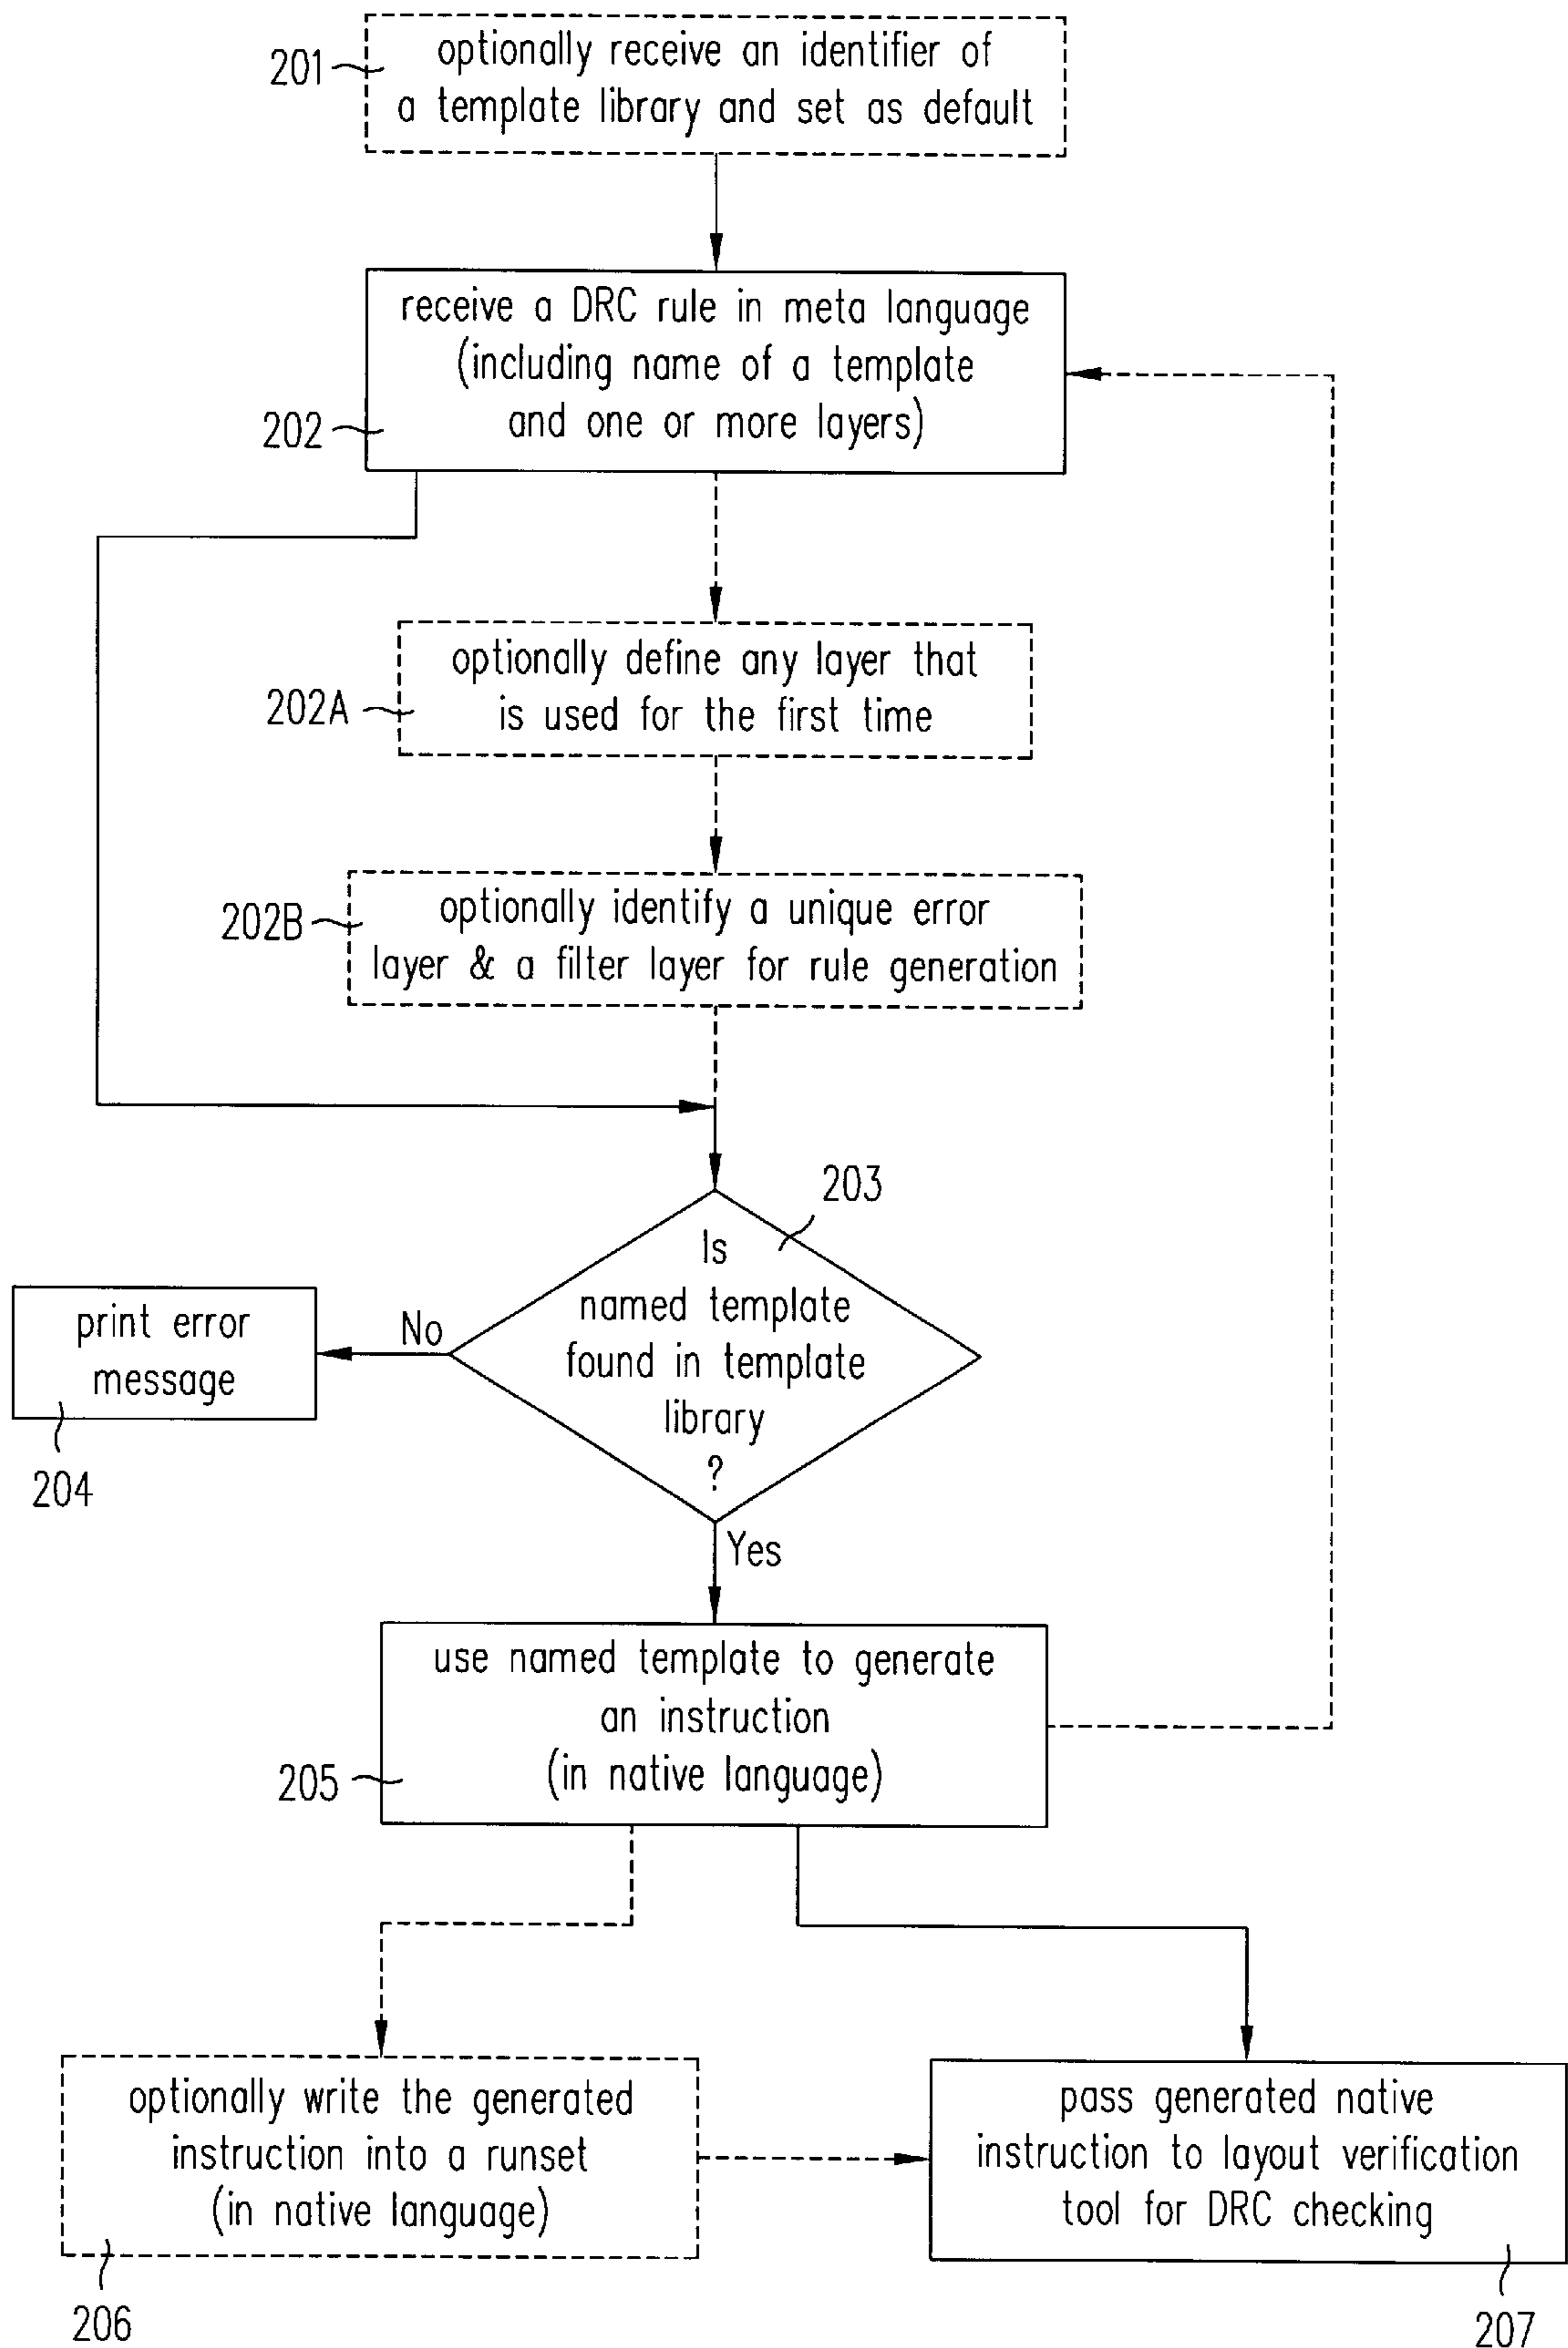 201
optionally receive an identifier of
a template library and set as default
receive a DRC rule in meta language
(including name of a template
and one or more layers)
202
optionally define any layer that
is used for the first time
202A
optionally identify a unique error
layer & a filter layer for rule generation
202B
203
Is
named template
found in template
library
?
No
print error
message
204
Yes
use named template to generate
an instruction
(in native language)
205
optionally write the generated
instruction into a runset
(in native language)
206
pass generated native
instruction to layout verification
tool for DRC checking
207